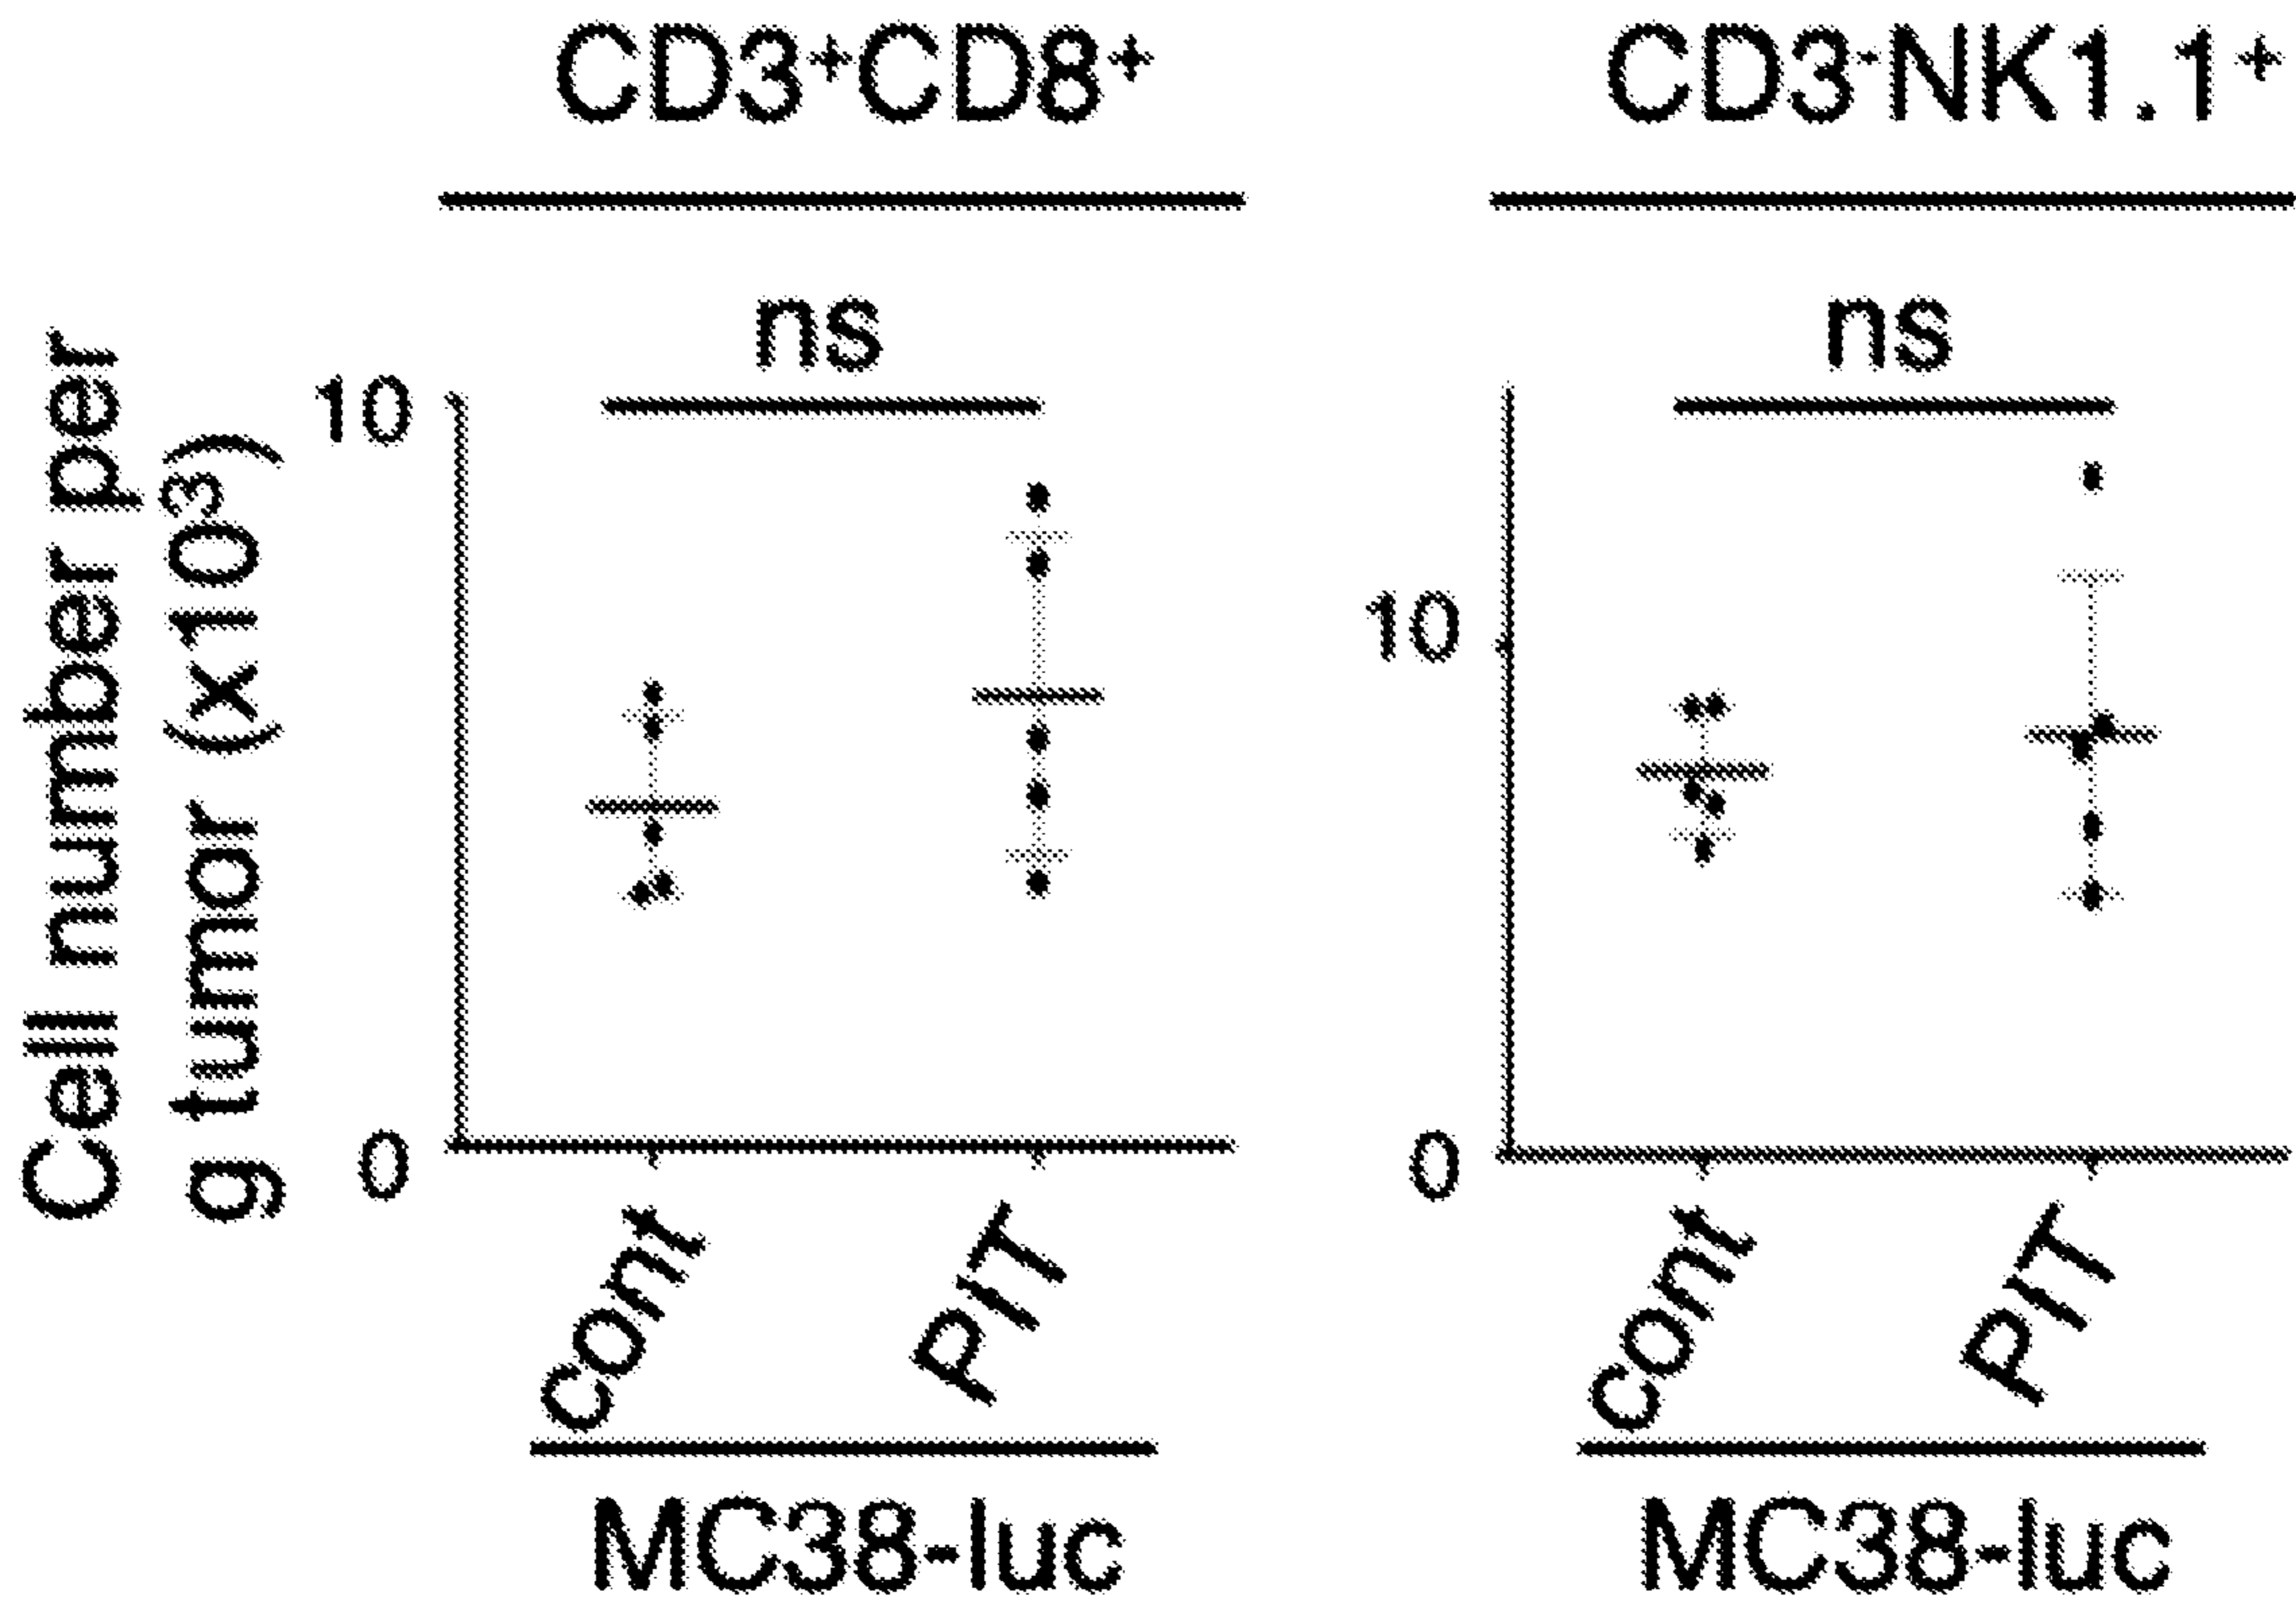 CD3⁺CD8⁺
CD3⁻NK1.1⁺
ns
ns
Cell number per
g tumor (x10³)
10
0
10
0
cont
PIT
cont
PIT
MC38-luc
MC38-luc